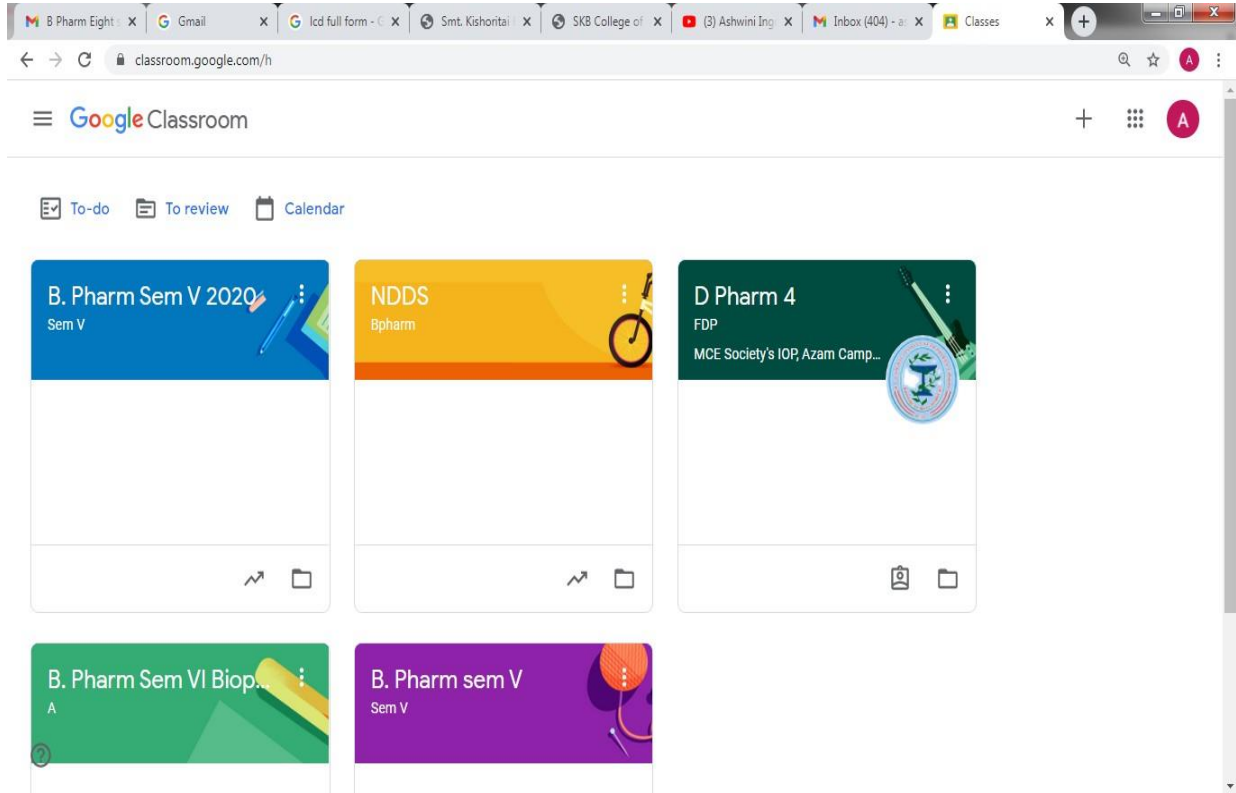 B Pharm Eight
Gmail
lcd full form - G
Smt. Kishoritai
SKB College of
(3) Ashwini Ing
Inbox (404) - a
Classes
classroom.google.com/h
A
Google Classroom
A
To-do To review Calendar
B. Pharm Sem V 2020
Sem V
NDDS
Bpharm
D Pharm 4
FDP
MCE Society's IOP, Azam Camp...
B. Pharm Sem VI Biop...
A
B. Pharm sem V
Sem V